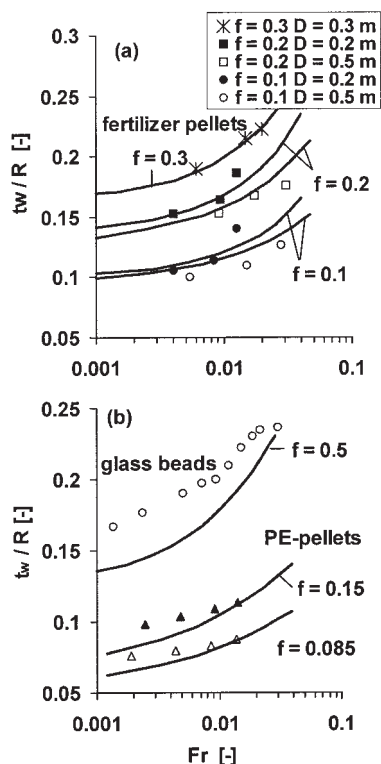 f = 0.3 D = 0.3 m
f = 0.2 D = 0.2 m
f = 0.2 D = 0.5 m
f = 0.1 D = 0.2 m
f = 0.1 D = 0.5 m
(a)
fertilizer pellets
f = 0.3
f = 0.2
f = 0.1
tw / R [-]
0.3
0.25
0.2
0.15
0.1
0.05
0.001
0.01
0.1
(b)
glass beads
f = 0.5
PE-pellets
f = 0.15
f = 0.085
tw / R [-]
0.25
0.2
0.15
0.1
0.05
0.001
0.01
0.1
Fr [-]